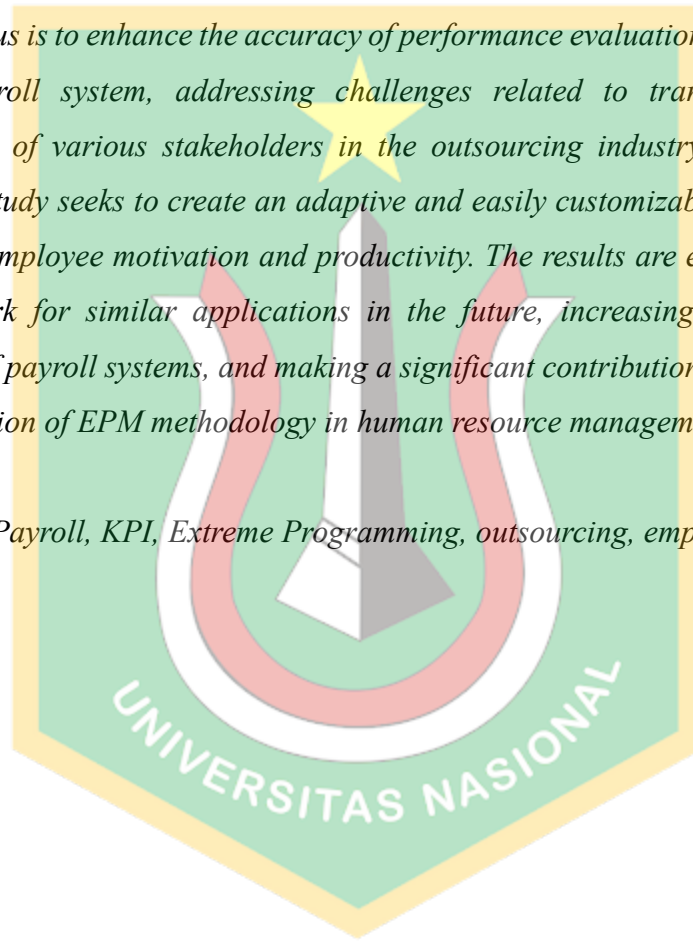 us is to enhance the accuracy of performance evaluation
roll system, addressing challenges related to tran
of various stakeholders in the outsourcing industry
tudy seeks to create an adaptive and easily customizab
mployee motivation and productivity. The results are e
rk for similar applications in the future, increasing
f payroll systems, and making a significant contribution
ion of EPM methodology in human resource managem
Payroll, KPI, Extreme Programming, outsourcing, emp
UNIVERSITAS NASIONAL